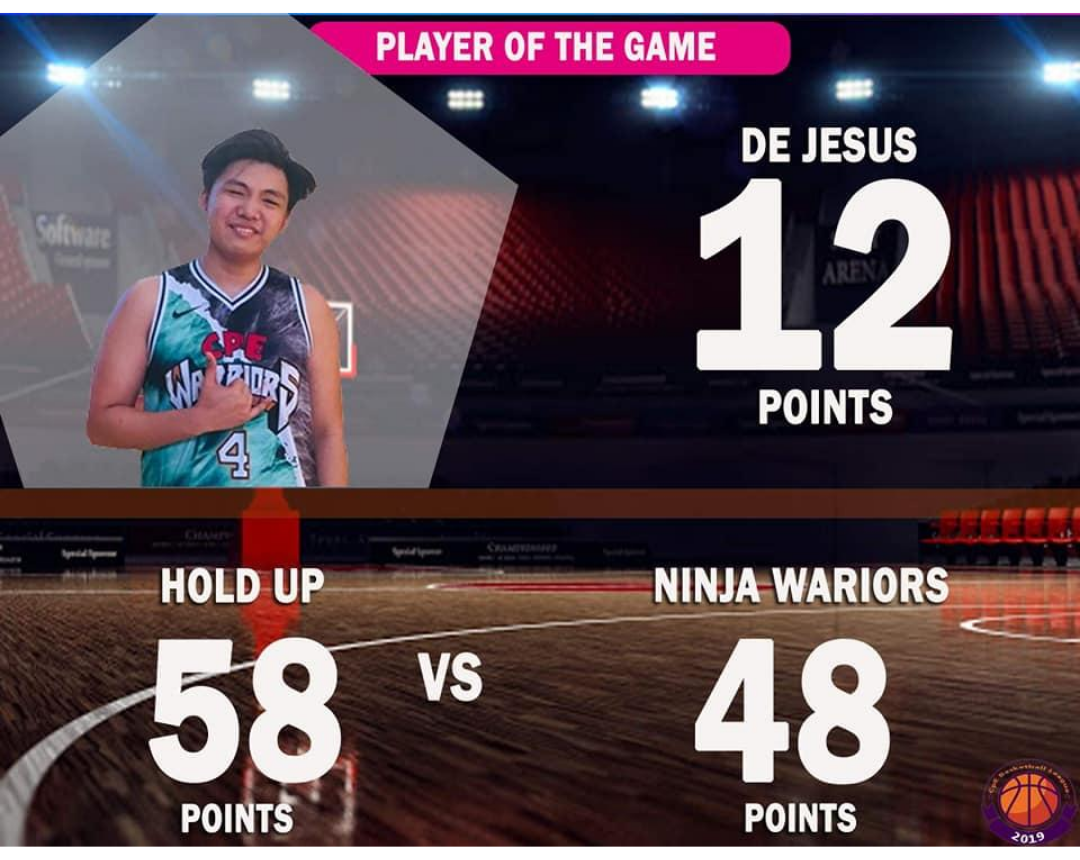 PLAYER OF THE GAME
DE JESUS
12
POINTS
Software
ARENA
CPE
WARRIORS
4
HOLD UP
58
POINTS
VS
NINJA WARIORS
48
POINTS
CpE Basketball League
2019